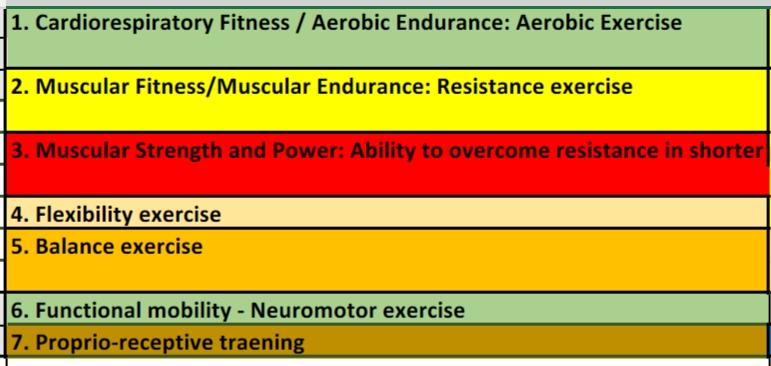 1. Cardiorespiratory Fitness / Aerobic Endurance: Aerobic Exercise
2. Muscular Fitness/Muscular Endurance: Resistance exercise
3. Muscular Strength and Power: Ability to overcome resistance in shorter
4. Flexibility exercise
5. Balance exercise
6. Functional mobility - Neuromotor exercise
7. Proprio-receptive traening